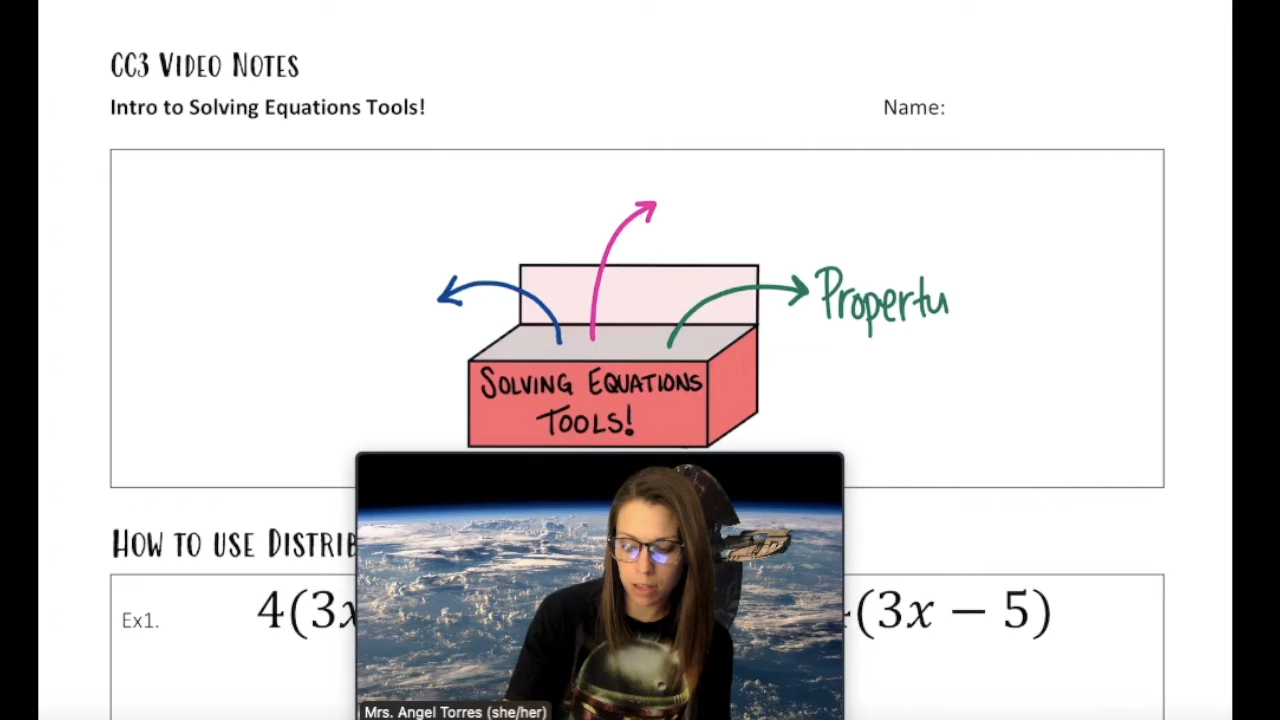 CC3 VIDEO NOTES
Intro to Solving Equations Tools!
Name:
Propertu
SOLVING EQUATIONS
TOOLS!
HOW TO USE DISTRIB
Ex1.
4(3x
(3x − 5)
Mrs. Angel Torres (she/her)